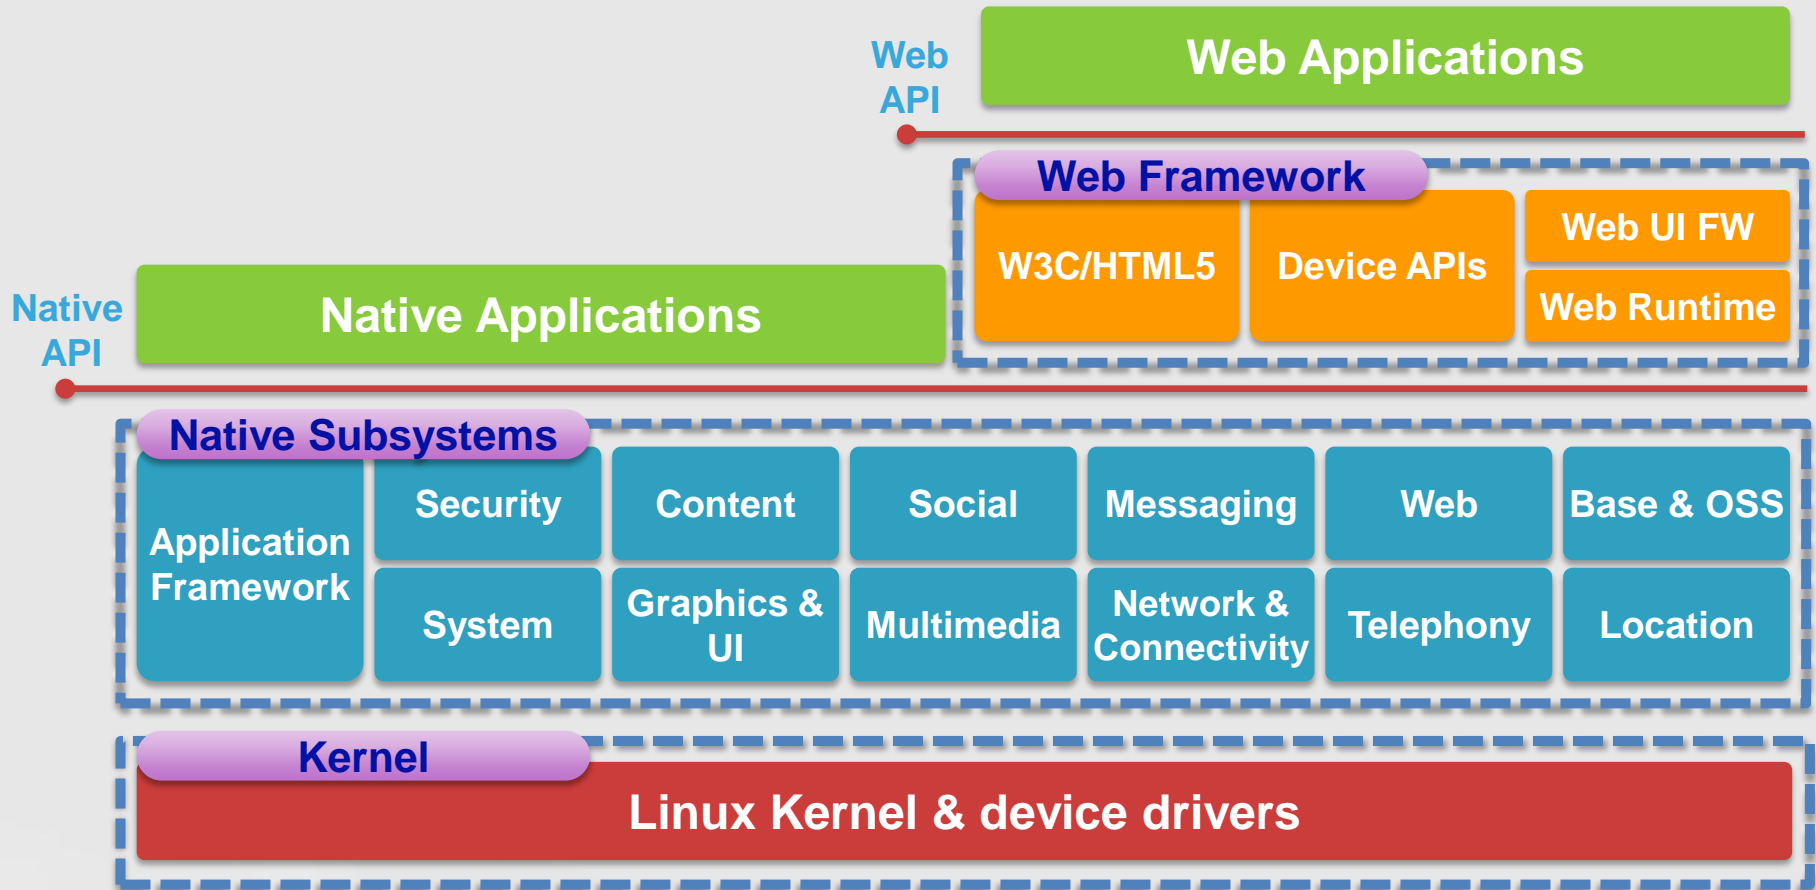 Web
API
Web Applications
Web Framework
W3C/HTML5
Device APIs
Web UI FW
Web Runtime
Native
API
Native Applications
Native Subsystems
Application
Framework
Security
Content
Social
Messaging
Web
Base & OSS
System
Graphics &
UI
Multimedia
Network &
Connectivity
Telephony
Location
Kernel
Linux Kernel & device drivers